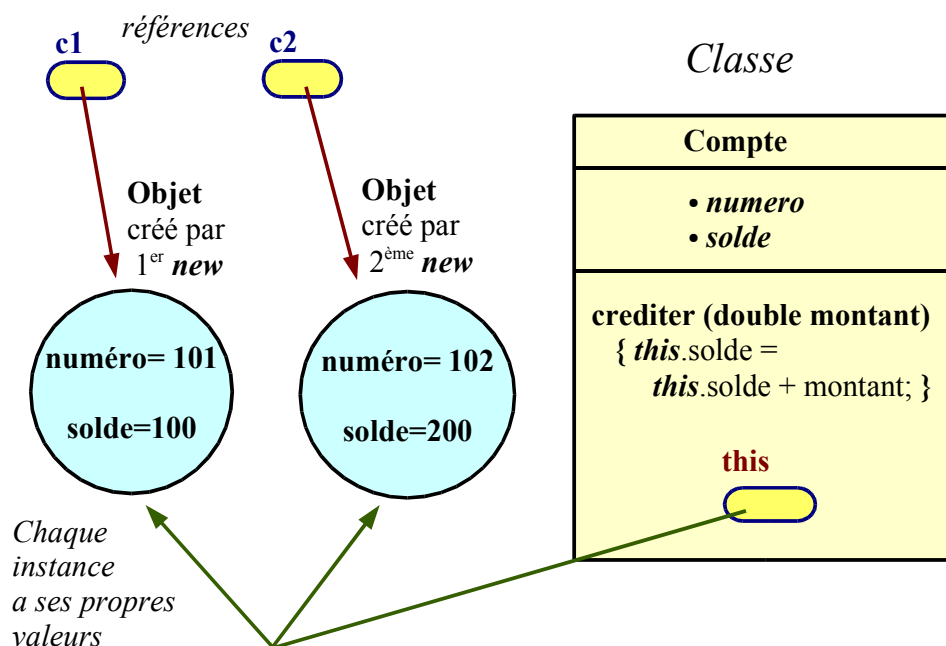 références
c1
c2
Objet
créé par
1er new
Objet
créé par
2ème new
numéro= 101
solde=100
numéro= 102
solde=200
Chaque
instance
a ses propres
valeurs
Classe
Compte
• numero
• solde
crediter (double montant)
{ this.solde =
this.solde + montant; }
this